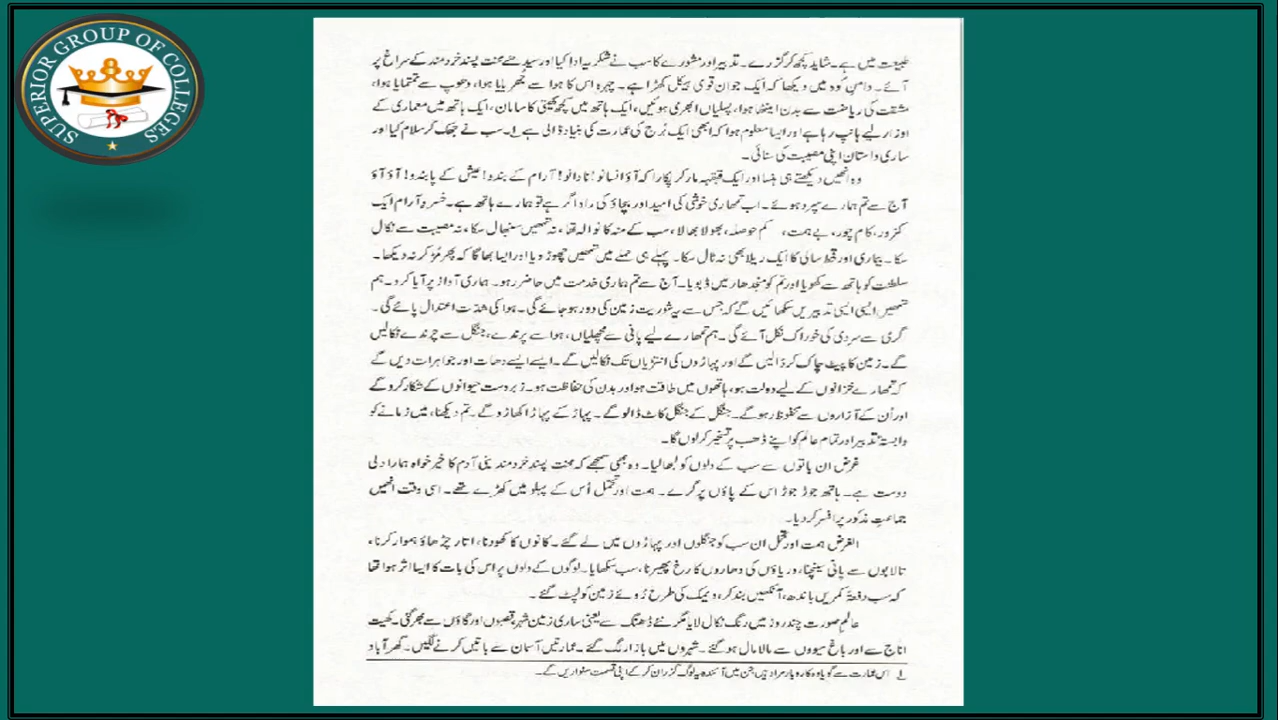 SUPERIOR GROUP OF COLLEGES
طبیعت میں ہے۔ شاید کچھ کر گزرے۔ تدبیر اور مشورے کا سب نے شکریہ ادا کیا اور سیدھے محنت پسند خردمند کے سراغ پر
آئے۔ دامنِ کوہ میں دیکھا کہ ایک جوان قوی ہیکل کھڑا ہے۔ چہرہ اس کا ہوا سے جُھریایا ہوا، دھوپ سے تمتمایا ہوا،
مشقت کی ریاضت سے بدن اینٹھا ہوا، پسلیاں ابھری ہوئیں، ایک ہاتھ میں کچھ کھیتی کا سامان، ایک ہاتھ میں معماری کے
اوزار لیے ہانپ رہا ہے اور ایسا معلوم ہوا کہ ابھی ایک بُرج کی عمارت کی بنیاد ڈالی ہے ۱۔ سب نے جھک کر سلام کیا اور
ساری داستان اپنی مصیبت کی سنائی۔
وہ انھیں دیکھتے ہی ہنسا اور ایک قہقہہ مار کر پکارا کہ آؤ انسانو! نادانو! آرام کے بندو! عیش کے پابندو! آؤ آؤ
آج سے تم ہمارے سپرد ہوئے۔ اب تمھاری خوشی کی امید اور بچاؤ کی راہ اگر ہے تو ہمارے ہاتھ ہے۔ خسرو آرام ایک
کمزور، کام چور، بے ہمت، کم حوصلہ، بھولا بھالا، سب کے منہ کا نوالہ تھا، نہ تمھیں سنبھال سکا، نہ مصیبت سے نکال
سکا۔ بیماری اور قحط سالی کا ایک ریلا بھی نہ ٹال سکا۔ پہلے ہی حملے میں تمھیں چھوڑ دیا اور ایسا بھاگا کہ پھر مُڑ کر نہ دیکھا۔
سلطنت کو ہاتھ سے کھویا اور تم کو منجدھار میں ڈبویا۔ آج سے تم ہماری خدمت میں حاضر رہو۔ ہماری آواز پر آیا کرو۔ ہم
تمھیں ایسی ایسی تدبیریں سکھائیں گے کہ جس سے یہ شوریت زمین کی دور ہو جائے گی۔ ہوا کی شدّت اعتدال پائے گی۔
گرمی سے سردی کی خوراک نکل آئے گی۔ ہم تمھارے لیے پانی سے مچھلیاں، ہوا سے پرندے، جنگل سے چرندے نکالیں
گے۔ زمین کا پیٹ چاک کر ڈالیں گے اور پہاڑوں کی انتڑیاں تک نکالیں گے۔ ایسے ایسے دھات اور جواہرات دیں گے
کہ تمھارے خزانوں کے لیے دولت ہو، ہاتھوں میں طاقت ہو اور بدن کی حفاظت ہو۔ زبردست حیوانوں کے شکار کرو گے
اور اُن کے آزاروں سے محفوظ رہو گے۔ جنگل کے جنگل کاٹ ڈالو گے۔ پہاڑ کے پہاڑ اکھاڑو گے۔ تم دیکھنا، میں زمانے کو
وابستۂ تدبیر اور تمام عالم کو اپنے ڈھب پر تسخیر کر لوں گا۔
غرض ان باتوں سے سب کے دلوں کو لبھا لیا۔ وہ بھی سمجھے کہ محنت پسند خردمند بنی آدم کا خیرخواہ ہمارا دلی
دوست ہے۔ ہاتھ جوڑ جوڑ اس کے پاؤں پر گرے۔ ہمت اور تحمل اُس کے پہلو میں کھڑے تھے۔ اسی وقت انھیں
جماعتِ مذکور پر افسر کر دیا۔
الغرض ہمت اور تحمل ان سب کو جنگلوں اور پہاڑوں میں لے گئے۔ کانوں کا کھودنا، اتار چڑھاؤ ہموار کرنا،
تالابوں سے پانی سینچنا، دریاؤں کی دھاروں کا رخ پھیرنا، سب سکھایا۔ لوگوں کے دلوں پر اس کی بات کا ایسا اثر ہوا تھا
کہ سب دفعتہً کمریں باندھ، آنکھیں بند کر، دیمک کی طرح رُوئے زمین کو لپٹ گئے۔
عالمِ صورت چند روز میں رنگ نکال لایا مگر نئے ڈھنگ سے یعنی ساری زمین شہر، قصبوں اور گاؤں سے بھر گئی۔ کھیت
اناج سے اور باغ میووں سے مالا مال ہو گئے۔ شہروں میں بازار لگ گئے۔ عمارتیں آسمان سے باتیں کرنے لگیں۔ گھر آباد
۱ اس عمارت سے گویا وہ کاروبار مراد ہیں جن میں آئندہ یہ لوگ گزران کر کے اپنی قسمت سنواریں گے۔